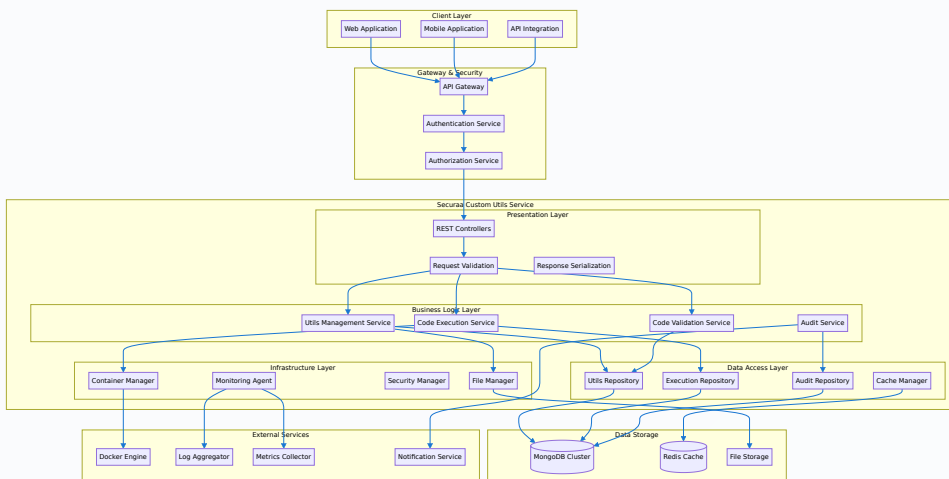 Client Layer
Web Application
Mobile Application
API Integration
Gateway & Security
API Gateway
Authentication Service
Authorization Service
Securaa Custom Utils Service
Presentation Layer
REST Controllers
Request Validation
Response Serialization
Business Logic Layer
Utils Management Service
Code Execution Service
Code Validation Service
Audit Service
Infrastructure Layer
Container Manager
Monitoring Agent
Security Manager
File Manager
Data Access Layer
Utils Repository
Execution Repository
Audit Repository
Cache Manager
External Services
Docker Engine
Log Aggregator
Metrics Collector
Notification Service
Data Storage
MongoDB Cluster
Redis Cache
File Storage